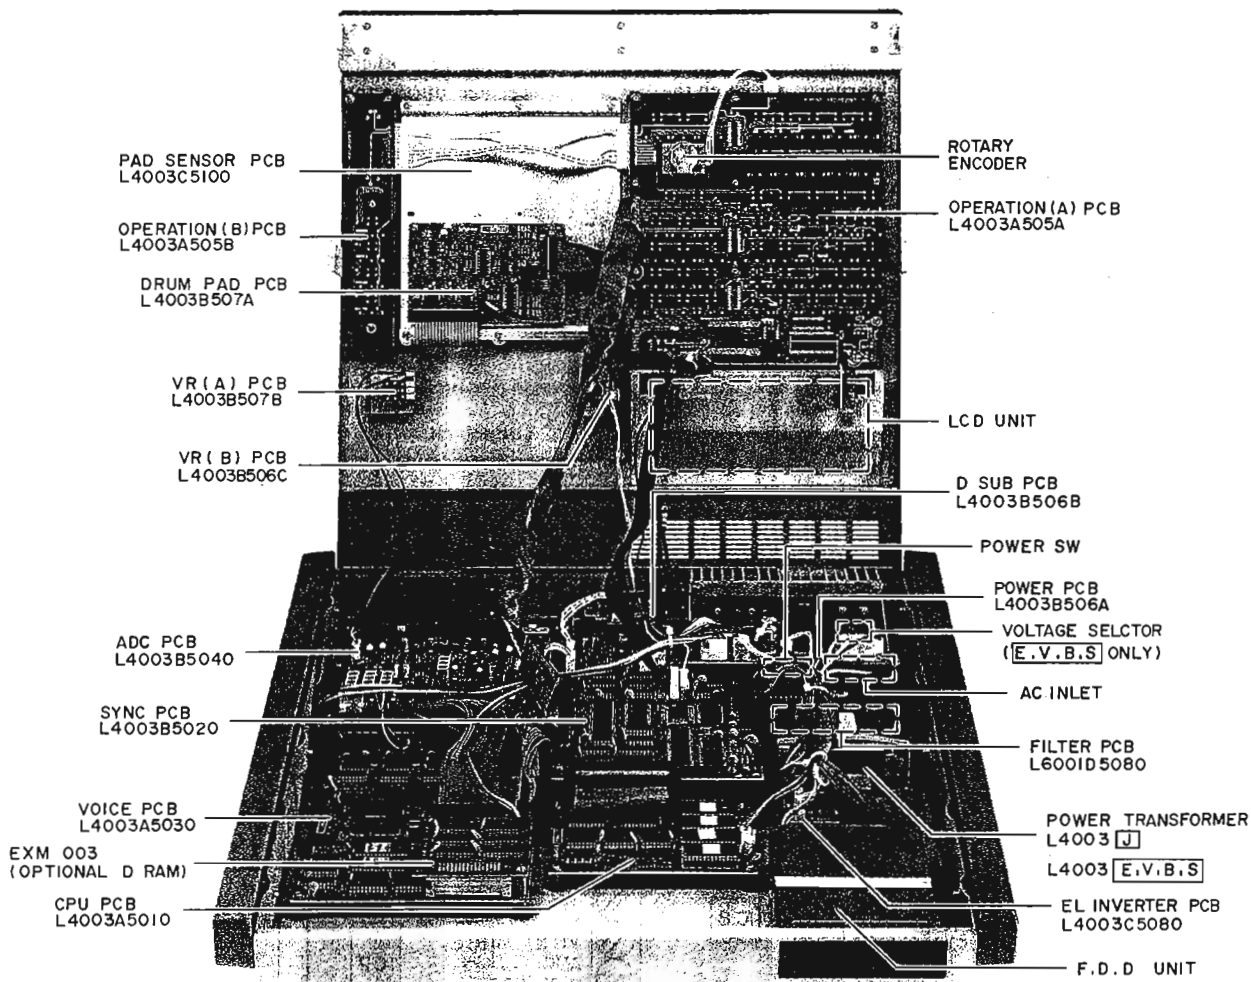 PAD SENSOR PCB
L4003C5100
OPERATION(B)PCB
L4003A505B
DRUM PAD PCB
L4003B507A
VR(A) PCB
L4003B507B
VR(B) PCB
L4003B506C
ADC PCB
L4003B5040
SYNC PCB
L4003B5020
VOICE PCB
L4003A5030
EXM 003
(OPTIONAL D RAM)
CPU PCB
L4003A5010
ROTARY
ENCODER
OPERATION(A) PCB
L4003A505A
LCD UNIT
D SUB PCB
L4003B506B
POWER SW
POWER PCB
L4003B506A
VOLTAGE SELCTOR
(E.V.B.S ONLY)
AC INLET
FILTER PCB
L6001D5080
POWER TRANSFORMER
L4003 J
L4003 E.V.B.S
EL INVERTER PCB
L4003C5080
F.D.D UNIT